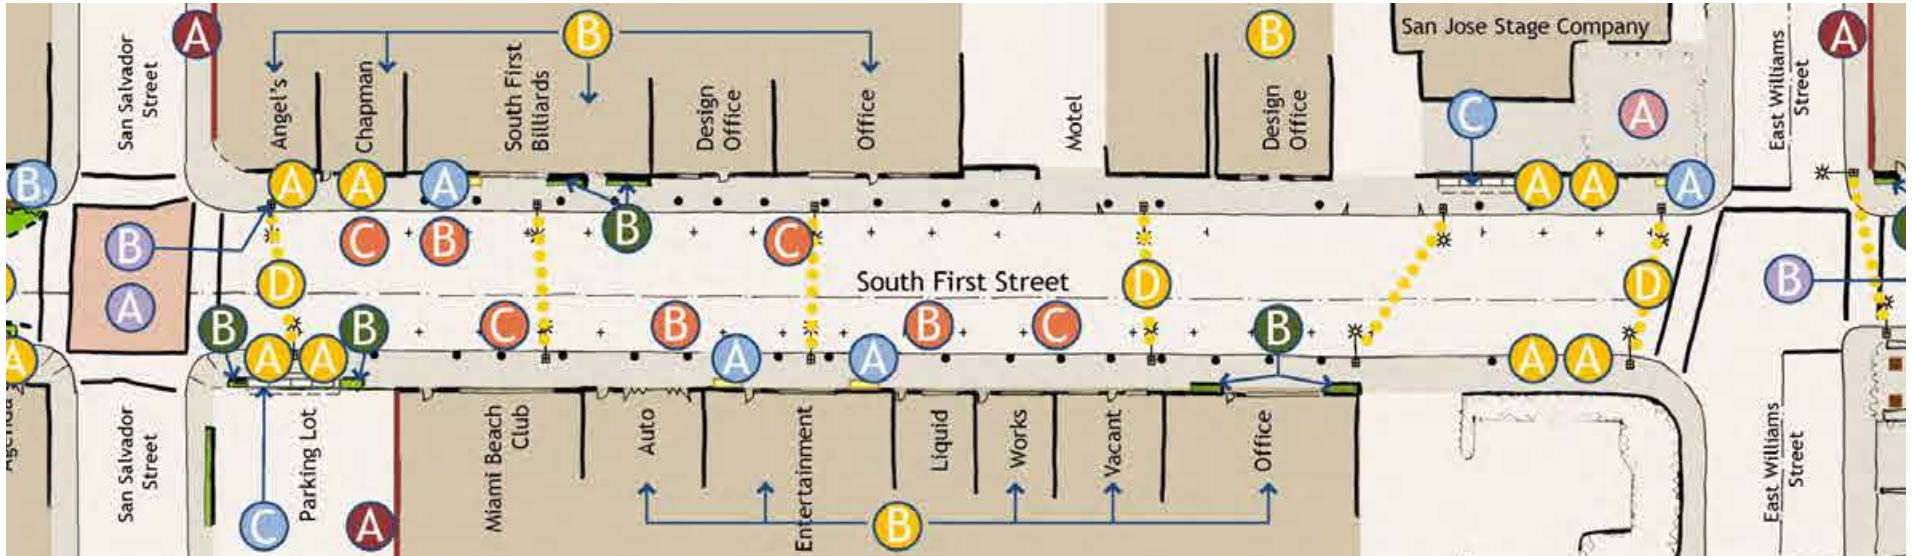 A
B
B
San Jose Stage Company
A
San Salvador
Street
Angel's
Chapman
South First
Billiards
Design
Office
Office
Motel
Design
Office
C
A
East Williams
Street
B
A
A
A
A
A
A
B
C
B
B
C
D
South First Street
D
D
B
A
B
B
C
B
B
C
B
A
A
A
A
A
A
A
San Salvador
Street
Parking Lot
Miami Beach
Club
Auto
Entertainment
Liquid
Works
Vacant
Office
East Williams
Street
C
A
B